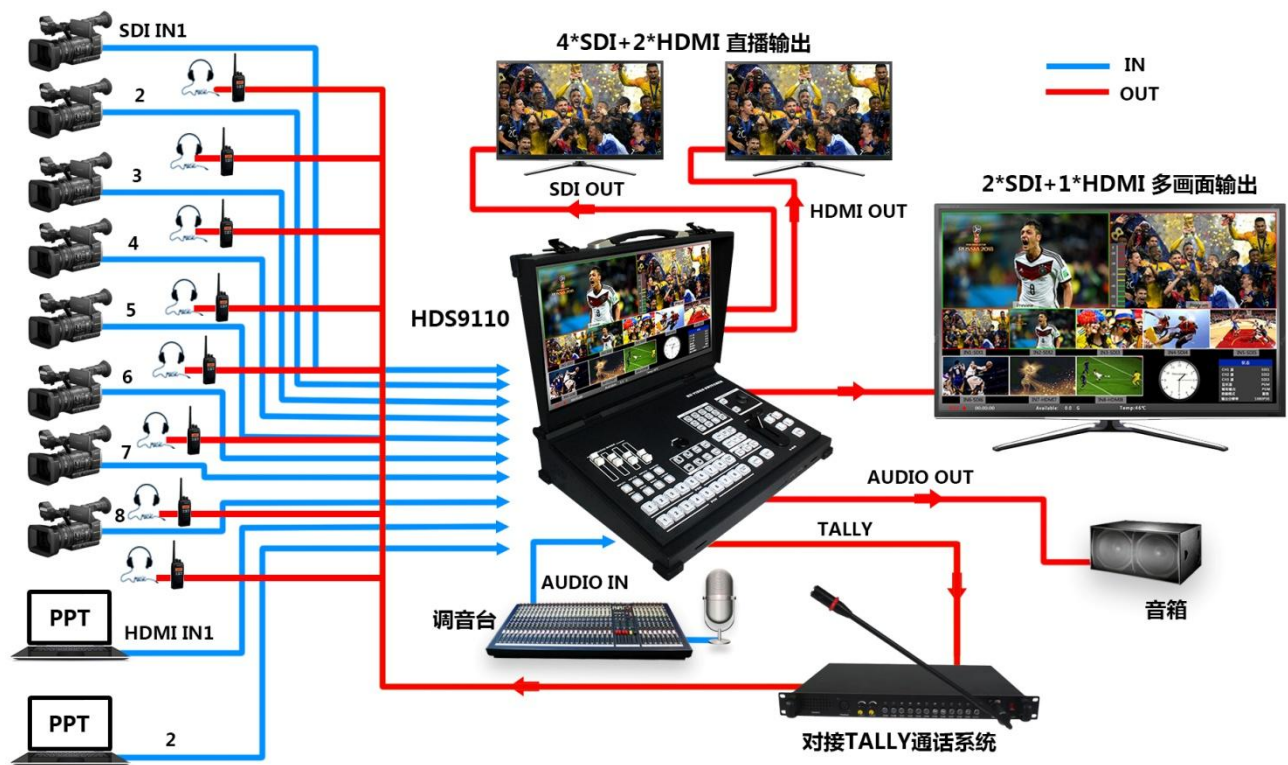 SDI IN1
2
3
4
5
6
7
8
PPT
HDMI IN1
PPT
2
4*SDI+2*HDMI 直播输出
SDI OUT
HDMI OUT
IN
OUT
2*SDI+1*HDMI 多画面输出
HDS9110
AUDIO IN
调音台
AUDIO OUT
音箱
TALLY
对接TALLY通话系统